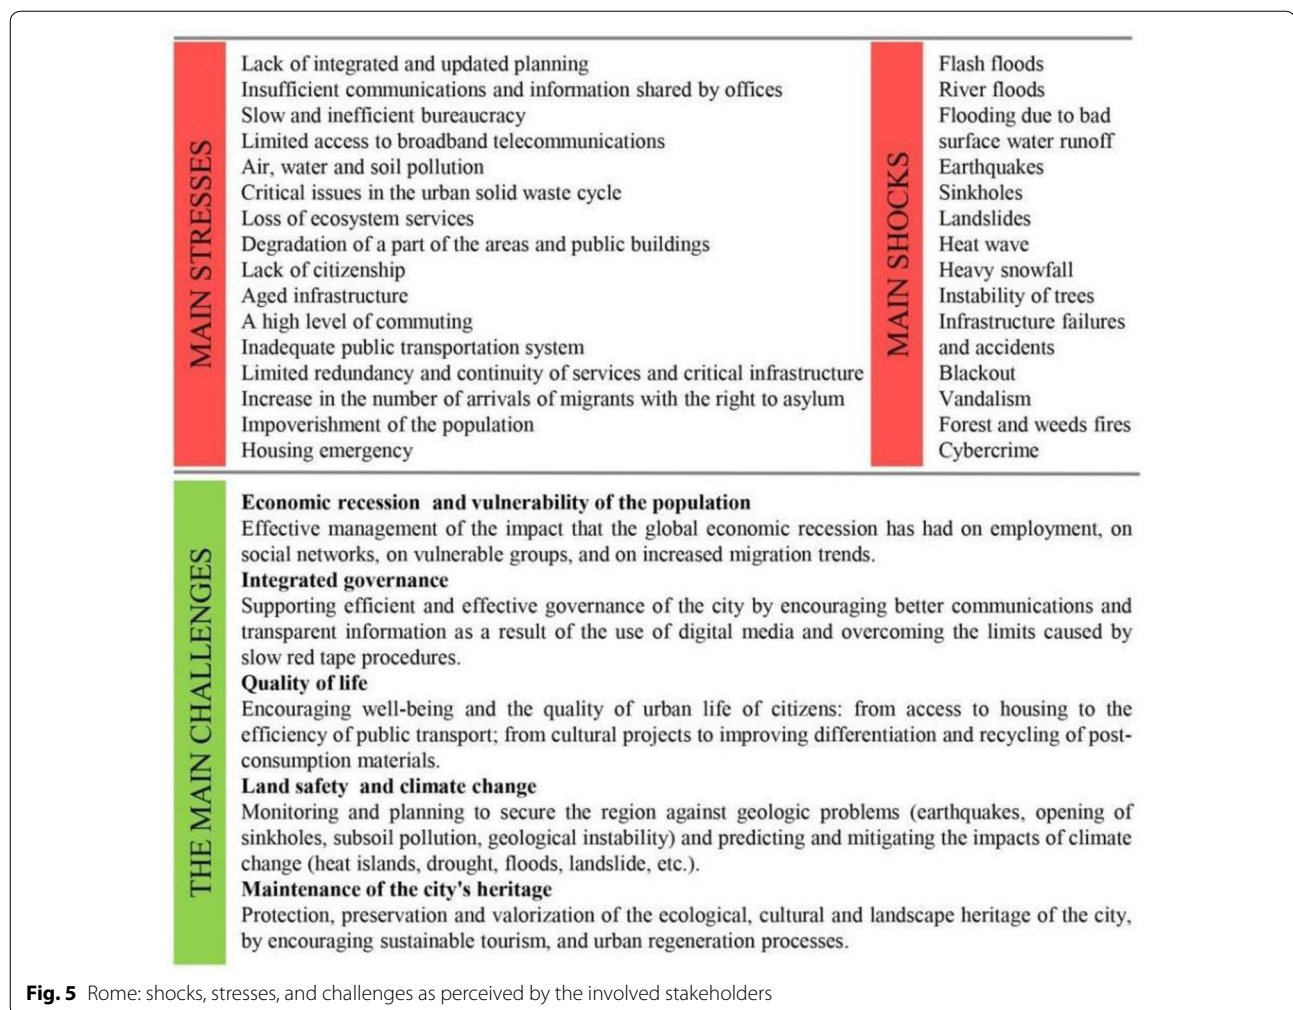 MAIN STRESSES
Lack of integrated and updated planning
Insufficient communications and information shared by offices
Slow and inefficient bureaucracy
Limited access to broadband telecommunications
Air, water and soil pollution
Critical issues in the urban solid waste cycle
Loss of ecosystem services
Degradation of a part of the areas and public buildings
Lack of citizenship
Aged infrastructure
A high level of commuting
Inadequate public transportation system
Limited redundancy and continuity of services and critical infrastructure
Increase in the number of arrivals of migrants with the right to asylum
Impoverishment of the population
Housing emergency
MAIN SHOCKS
Flash floods
River floods
Flooding due to bad
surface water runoff
Earthquakes
Sinkholes
Landslides
Heat wave
Heavy snowfall
Instability of trees
Infrastructure failures
and accidents
Blackout
Vandalism
Forest and weeds fires
Cybercrime
THE MAIN CHALLENGES
Economic recession and vulnerability of the population
Effective management of the impact that the global economic recession has had on employment, on
social networks, on vulnerable groups, and on increased migration trends.
Integrated governance
Supporting efficient and effective governance of the city by encouraging better communications and
transparent information as a result of the use of digital media and overcoming the limits caused by
slow red tape procedures.
Quality of life
Encouraging well-being and the quality of urban life of citizens: from access to housing to the
efficiency of public transport; from cultural projects to improving differentiation and recycling of post-
consumption materials.
Land safety and climate change
Monitoring and planning to secure the region against geologic problems (earthquakes, opening of
sinkholes, subsoil pollution, geological instability) and predicting and mitigating the impacts of climate
change (heat islands, drought, floods, landslide, etc.).
Maintenance of the city's heritage
Protection, preservation and valorization of the ecological, cultural and landscape heritage of the city,
by encouraging sustainable tourism, and urban regeneration processes.
Fig. 5 Rome: shocks, stresses, and challenges as perceived by the involved stakeholders